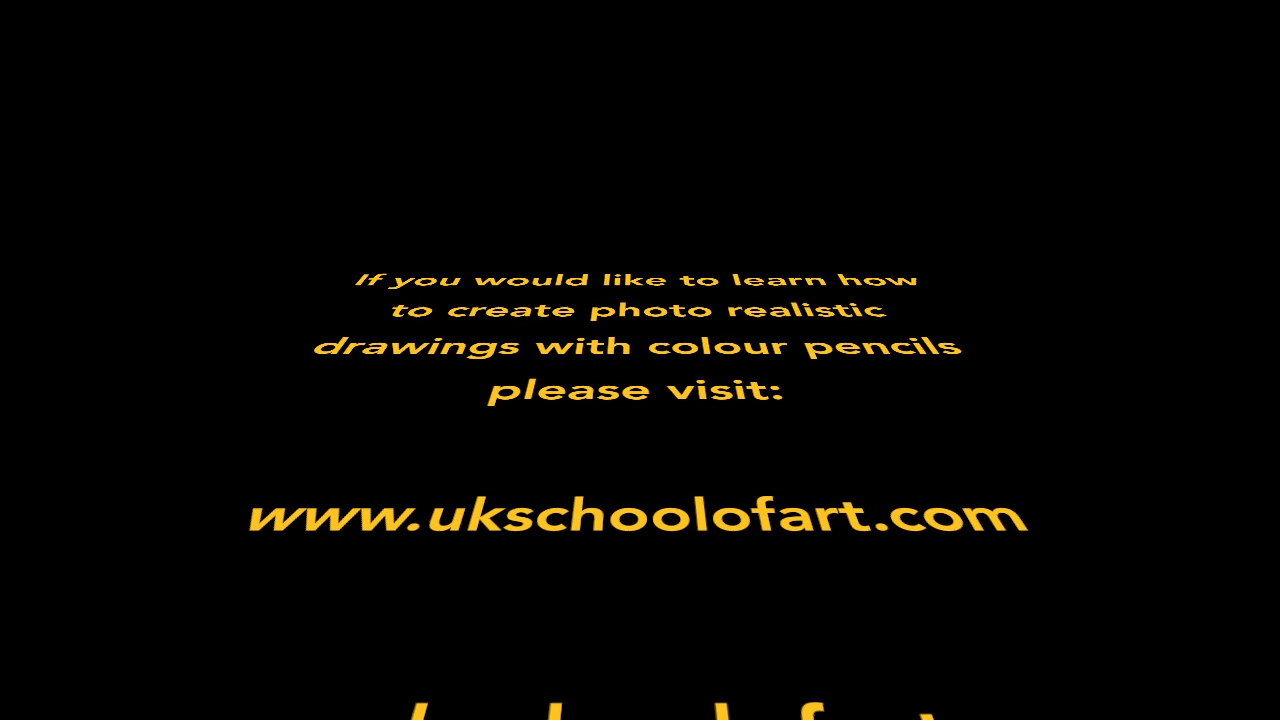 If you would like to learn how
to create photo realistic
drawings with colour pencils
please visit:
www.ukschoolofart.com